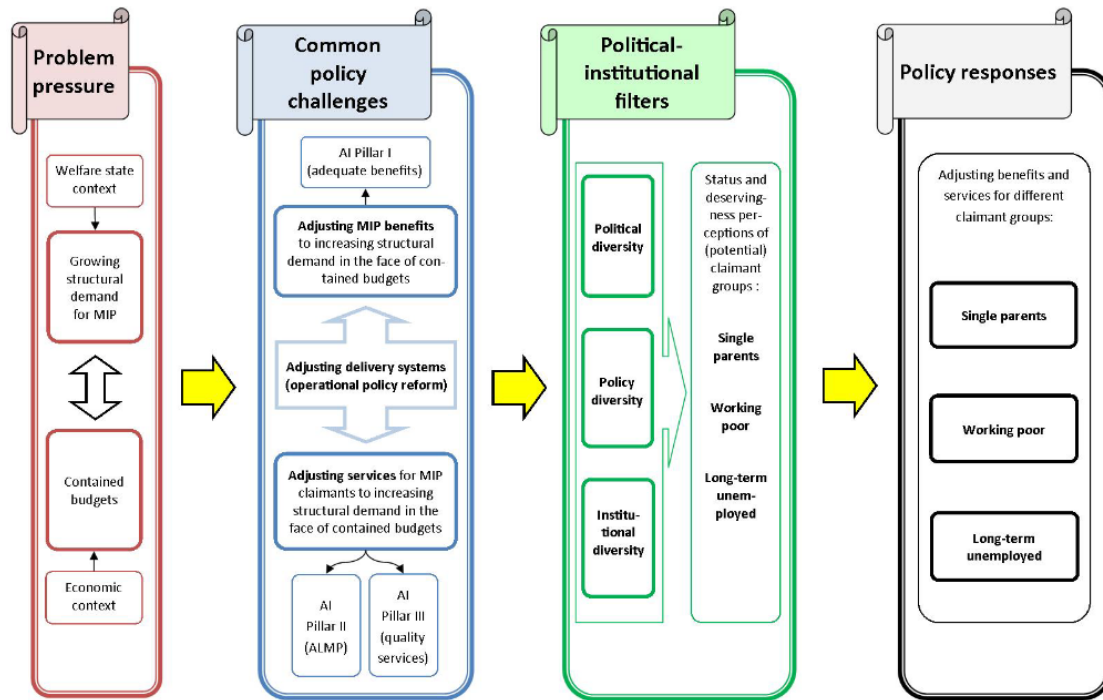 Problem
pressure
Welfare state
context
Growing
structural
demand
for MIP
Contained
budgets
Economic
context
Common
policy
challenges
AI Pillar I
(adequate benefits)
Adjusting MIP benefits
to increasing structural
demand in the face of con-
tained budgets
Adjusting delivery systems
(operational policy reform)
Adjusting services for MIP
claimants to increasing
structural demand in the
face of contained budgets
AI
Pillar II
(ALMP)
AI
Pillar III
(quality
services)
Political-
institutional
filters
Political
diversity
Policy
diversity
Institu-
tional
diversity
Status and
deserving-
ness per-
ceptions of
(potential)
claimant
groups :
Single
parents
Working
poor
Long-term
unem-
ployed
Policy responses
Adjusting benefits and
services for different
claimant groups:
Single parents
Working poor
Long-term
unemployed